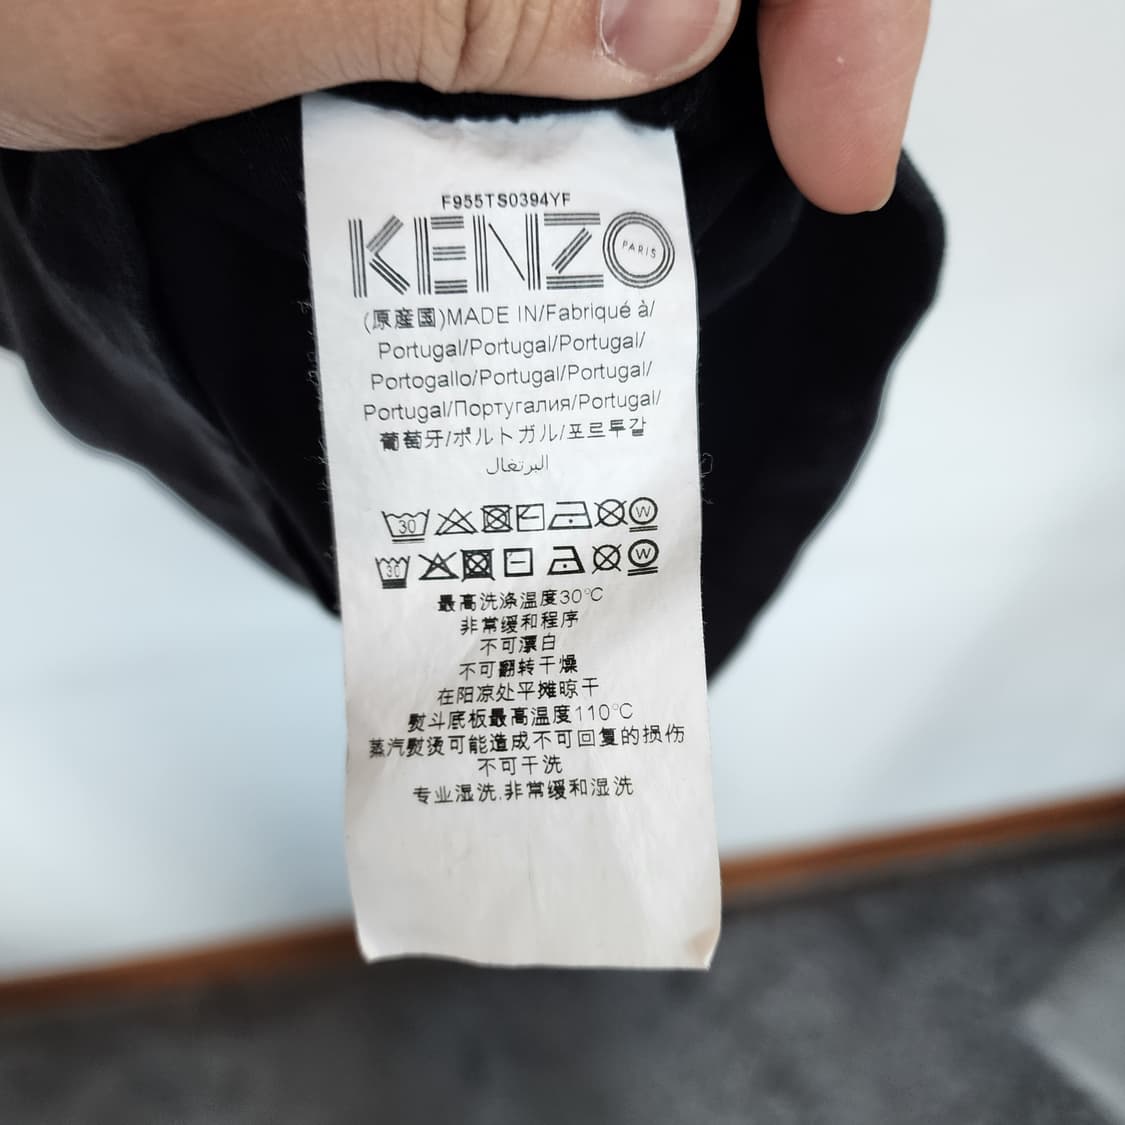 F955TS0394YF
KENZO
PARIS
(原産国)MADE IN/Fabriqué à/
Portugal/Portugal/Portugal/
Portogallo/Portugal/Portugal/
Portugal/Португалия/Portugal/
葡萄牙/ポルトガル/포르투갈
البرتغال
30 W
30 W
最高洗涤温度30°C
非常缓和程序
不可漂白
不可翻转干燥
在阳凉处平摊晾干
熨斗底板最高温度110°C
蒸汽熨烫可能造成不可回复的损伤
不可干洗
专业湿洗.非常缓和湿洗